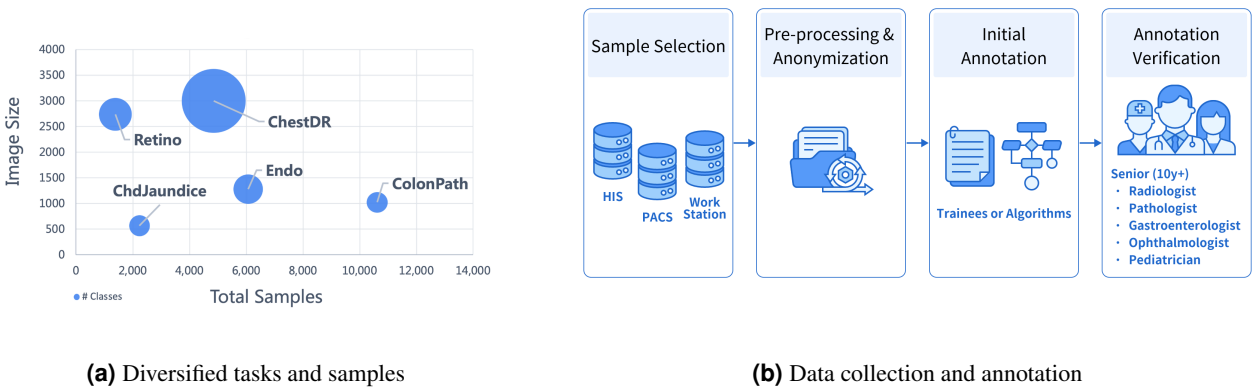 4000
3500
3000
2500
2000
1500
1000
500
0
Image Size
0
2,000
4,000
6,000
8,000
10,000
12,000
14,000
Total Samples
# Classes
Retino
ChestDR
ChdJaundice
Endo
ColonPath
(a) Diversified tasks and samples
Sample Selection
HIS
PACS
Work
Station
Pre-processing &
Anonymization
Initial
Annotation
Trainees or Algorithms
Annotation
Verification
Senior (10y+)
· Radiologist
· Pathologist
· Gastroenterologist
· Ophthalmologist
· Pediatrician
(b) Data collection and annotation